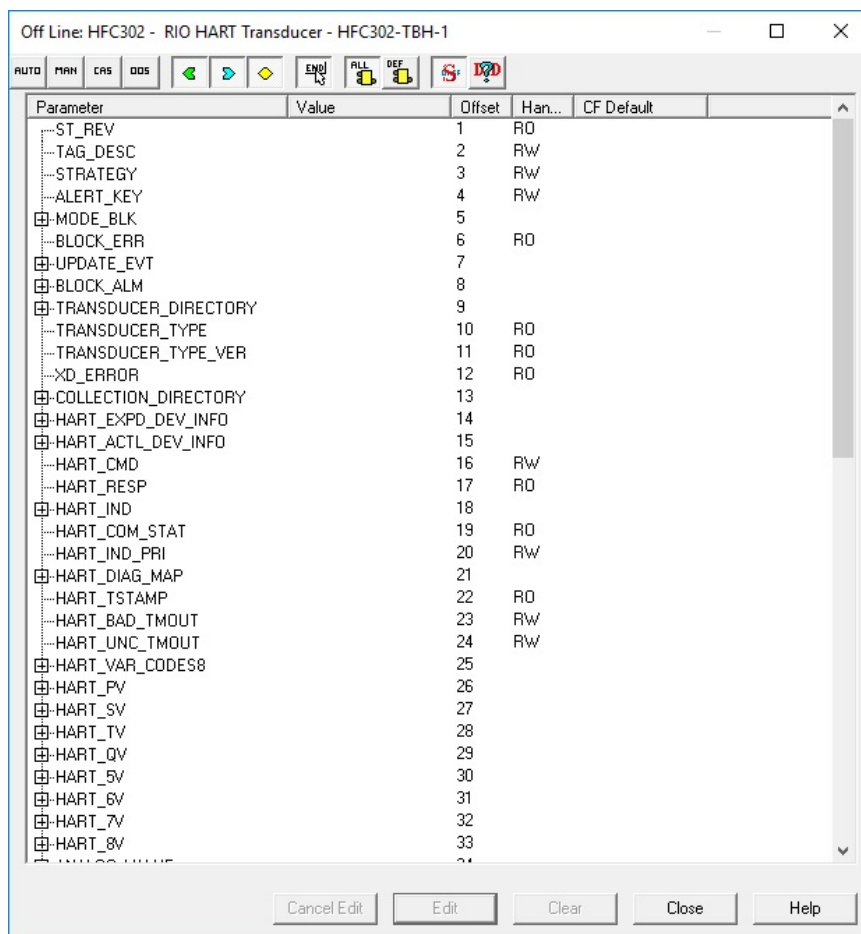 Off Line: HFC302 - RIO HART Transducer - HFC302-TBH-1
AUTO MAN CAS OOS END ALL DEF S D?D
Parameter Value Offset Han... CF Default
ST_REV 1 RO
TAG_DESC 2 RW
STRATEGY 3 RW
ALERT_KEY 4 RW
MODE_BLK 5
BLOCK_ERR 6 RO
UPDATE_EVT 7
BLOCK_ALM 8
TRANSDUCER_DIRECTORY 9
TRANSDUCER_TYPE 10 RO
TRANSDUCER_TYPE_VER 11 RO
XD_ERROR 12 RO
COLLECTION_DIRECTORY 13
HART_EXPD_DEV_INFO 14
HART_ACTL_DEV_INFO 15
HART_CMD 16 RW
HART_RESP 17 RO
HART_IND 18
HART_COM_STAT 19 RO
HART_IND_PRI 20 RW
HART_DIAG_MAP 21
HART_TSTAMP 22 RO
HART_BAD_TMOUT 23 RW
HART_UNC_TMOUT 24 RW
HART_VAR_CODES8 25
HART_PV 26
HART_SV 27
HART_TV 28
HART_QV 29
HART_5V 30
HART_6V 31
HART_7V 32
HART_8V 33
Cancel Edit Edit Clear Close Help